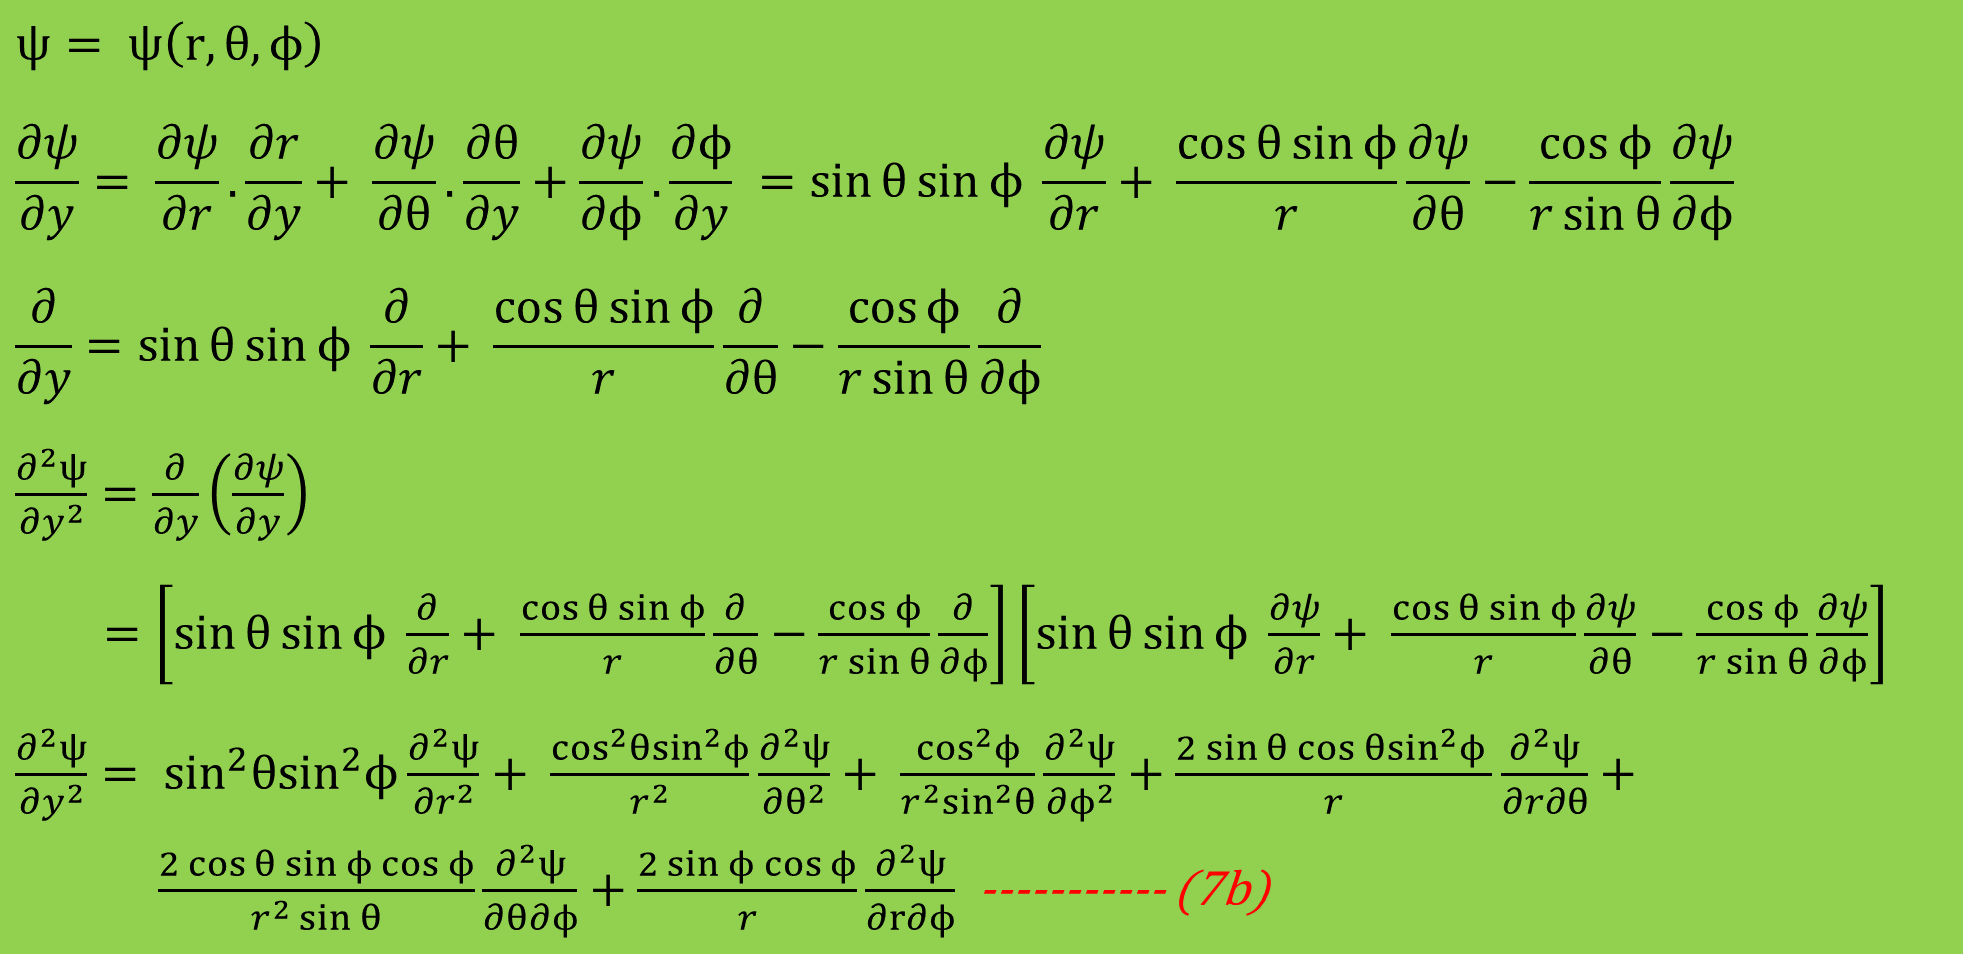 ψ = ψ(r, θ, ϕ)
∂ψ/∂y = ∂ψ/∂r . ∂r/∂y + ∂ψ/∂θ . ∂θ/∂y + ∂ψ/∂ϕ . ∂ϕ/∂y = sin θ sin ϕ ∂ψ/∂r + (cos θ sin ϕ)/r ∂ψ/∂θ − (cos ϕ)/(r sin θ) ∂ψ/∂ϕ
∂/∂y = sin θ sin ϕ ∂/∂r + (cos θ sin ϕ)/r ∂/∂θ − (cos ϕ)/(r sin θ) ∂/∂ϕ
∂²ψ/∂y² = ∂/∂y (∂ψ/∂y)
= [sin θ sin ϕ ∂/∂r + (cos θ sin ϕ)/r ∂/∂θ − (cos ϕ)/(r sin θ) ∂/∂ϕ] [sin θ sin ϕ ∂ψ/∂r + (cos θ sin ϕ)/r ∂ψ/∂θ − (cos ϕ)/(r sin θ) ∂ψ/∂ϕ]
∂²ψ/∂y² = sin²θsin²ϕ ∂²ψ/∂r² + (cos²θsin²ϕ)/r² ∂²ψ/∂θ² + (cos²ϕ)/(r²sin²θ) ∂²ψ/∂ϕ² + (2 sin θ cos θsin²ϕ)/r ∂²ψ/∂r∂θ +
(2 cos θ sin ϕ cos ϕ)/(r² sin θ) ∂²ψ/∂θ∂ϕ + (2 sin ϕ cos ϕ)/r ∂²ψ/∂r∂ϕ ----------- (7b)